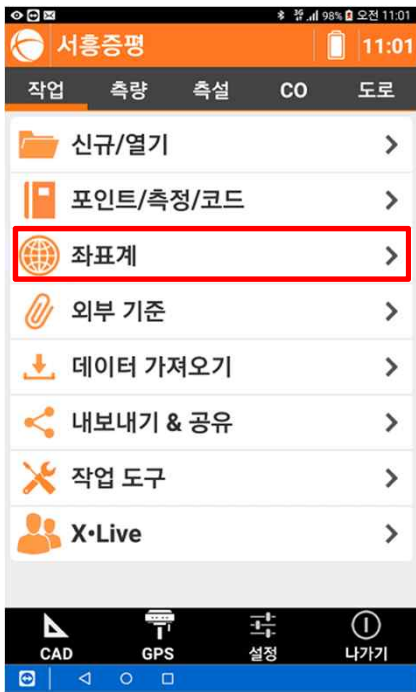 98% 오전 11:01
서흥증평 11:01
작업 측량 측설 CO 도로
신규/열기
포인트/측정/코드
좌표계
외부 기준
데이터 가져오기
내보내기 & 공유
작업 도구
X•Live
CAD GPS 설정 나가기